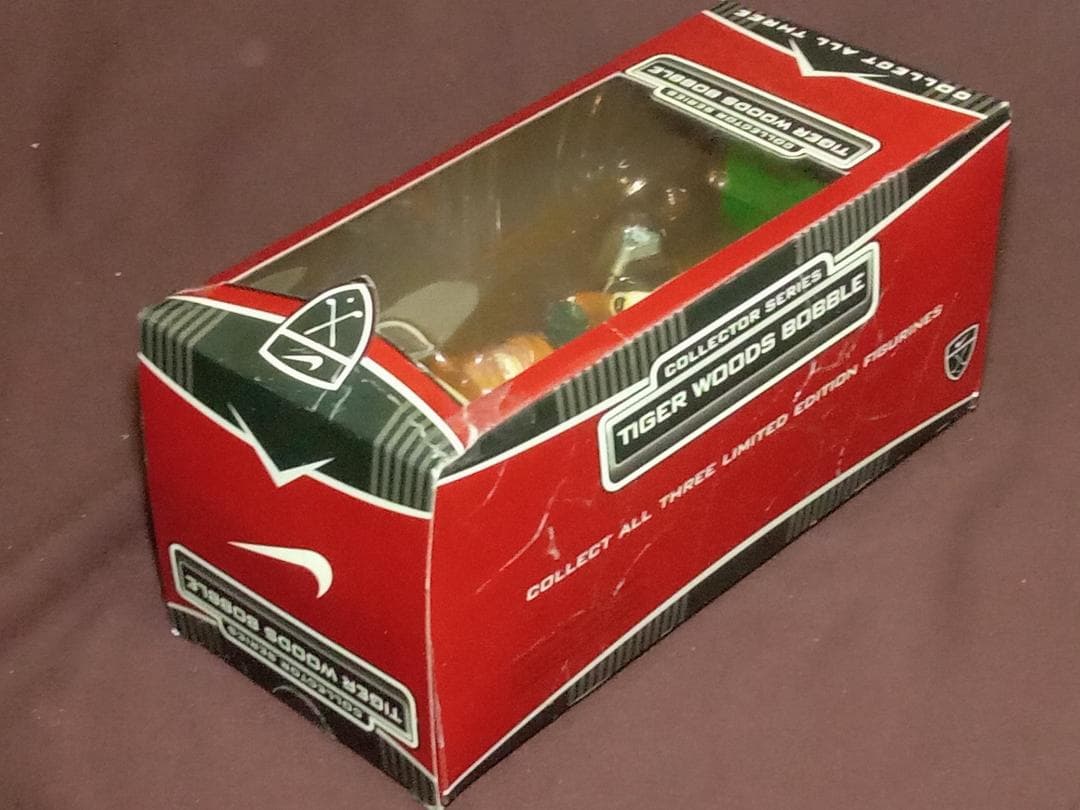 COLLECT ALL THREE
TIGER WOODS BOBBLE
COLLECTOR SERIES
COLLECTOR SERIES
TIGER WOODS BOBBLE
COLLECT ALL THREE LIMITED EDITION FIGURINES
TIGER WOODS BOBBLE
COLLECTOR SERIES